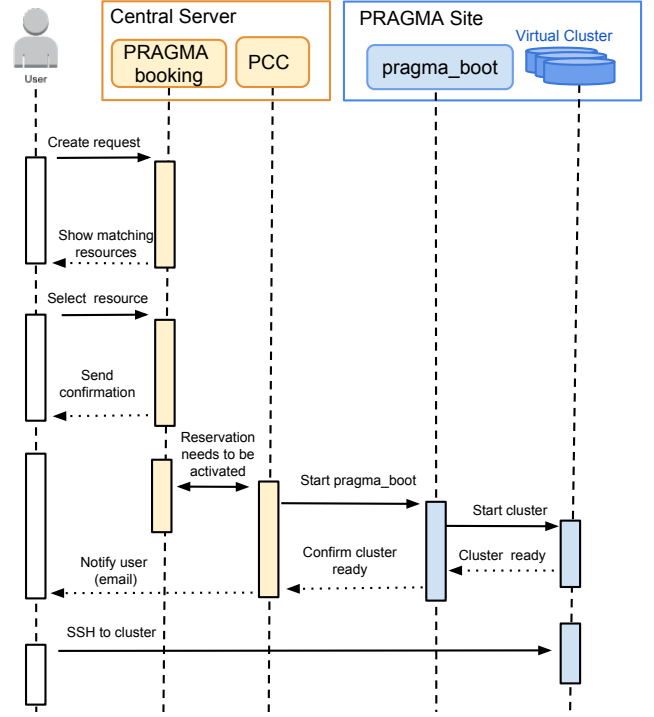 Central Server
PRAGMA Site
PRAGMA
booking
PCC
pragma_boot
Virtual Cluster
User
Create request
Show matching
resources
Select  resource
Send
confirmation
Reservation
needs to be
activated
Start pragma_boot
Start cluster
Cluster  ready
Confirm cluster
ready
Notify user
(email)
SSH to cluster